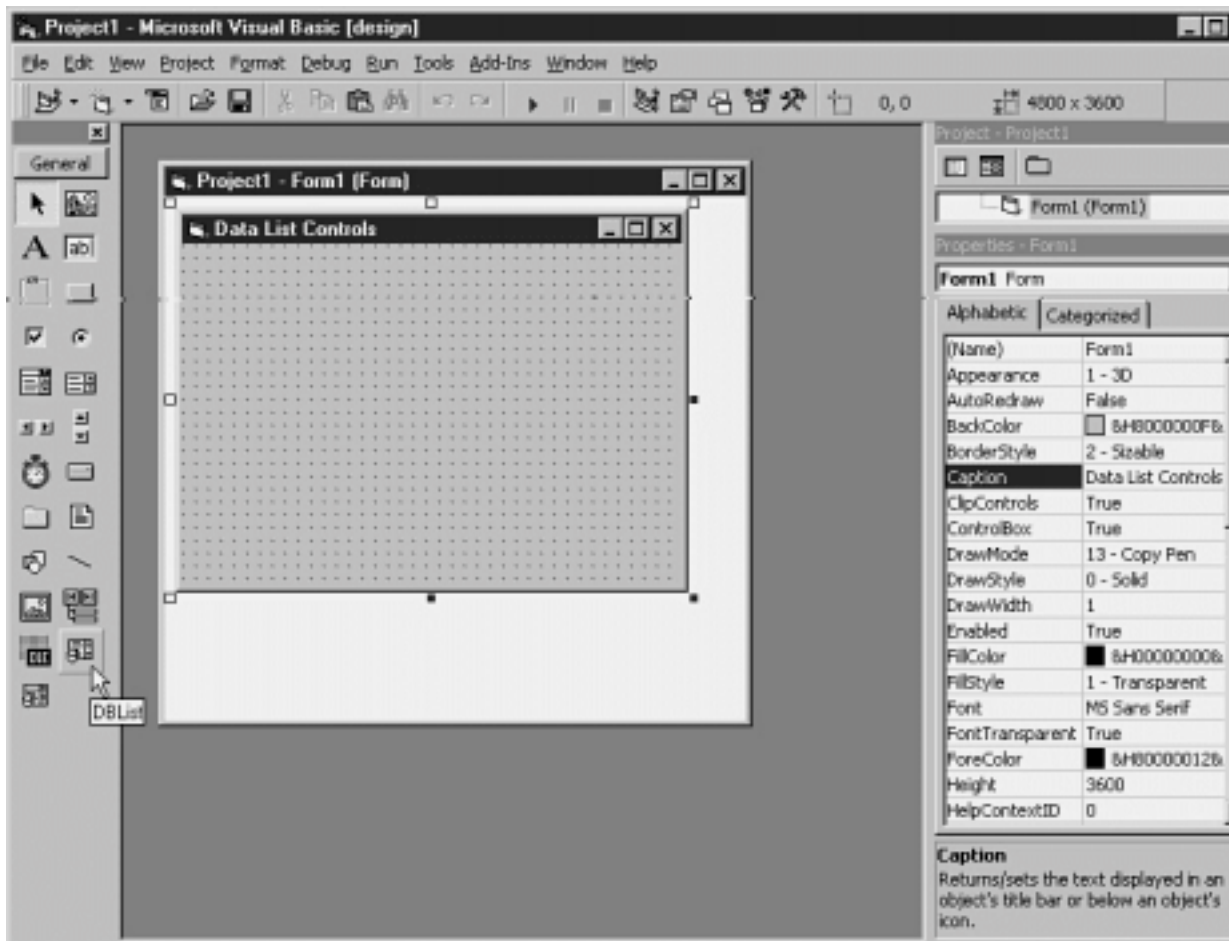 Project1 - Microsoft Visual Basic [design]
File Edit View Project Format Debug Run Tools Add-Ins Window Help
0, 0
4800 x 3600
General
A
ab
DBList
Project1 - Form1 (Form)
Data List Controls
Project - Project1
Form1 (Form1)
Properties - Form1
Form1 Form
Alphabetic Categorized
(Name) Form1
Appearance 1 - 3D
AutoRedraw False
BackColor &H8000000F&
BorderStyle 2 - Sizable
Caption Data List Controls
ClipControls True
ControlBox True
DrawMode 13 - Copy Pen
DrawStyle 0 - Solid
DrawWidth 1
Enabled True
FillColor &H00000000&
FillStyle 1 - Transparent
Font MS Sans Serif
FontTransparent True
ForeColor &H80000012&
Height 3600
HelpContextID 0
Caption
Returns/sets the text displayed in an
object's title bar or below an object's
icon.